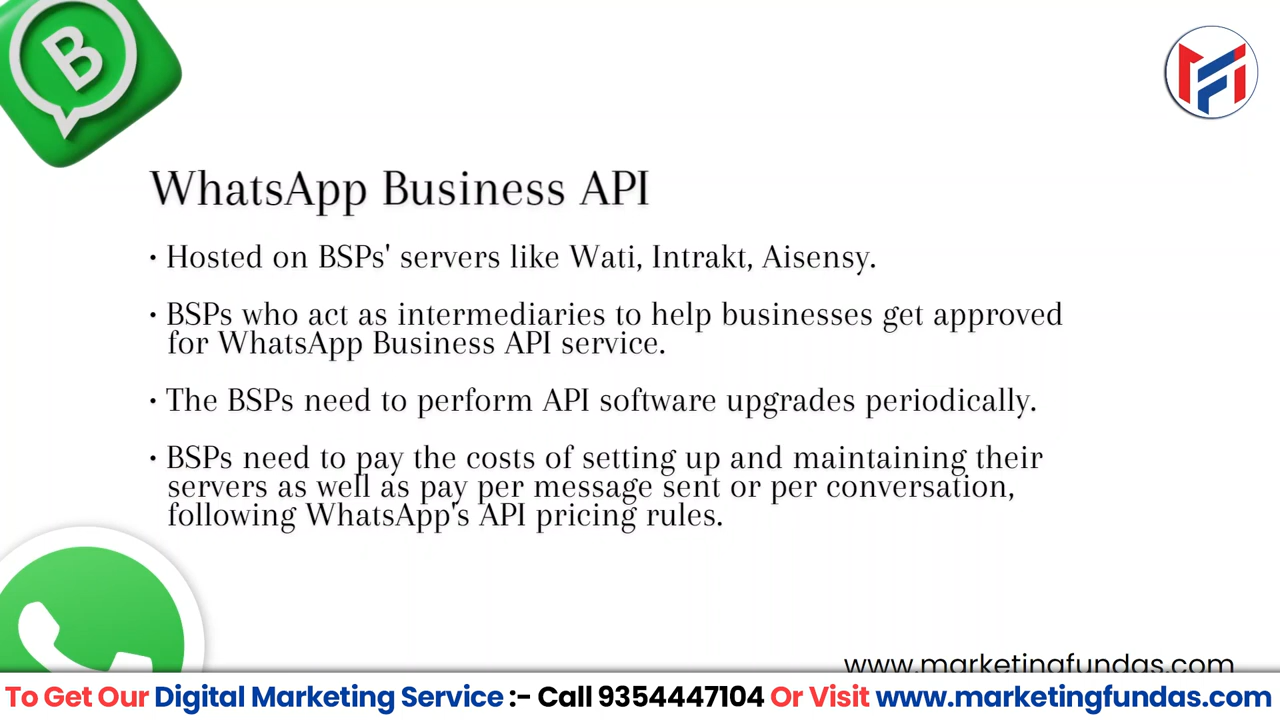 B
WhatsApp Business API
• Hosted on BSPs' servers like Wati, Intrakt, Aisensy.
• BSPs who act as intermediaries to help businesses get approved
for WhatsApp Business API service.
• The BSPs need to perform API software upgrades periodically.
• BSPs need to pay the costs of setting up and maintaining their
servers as well as pay per message sent or per conversation,
following WhatsApp's API pricing rules.
www.marketingfundas.com
To Get Our Digital Marketing Service :- Call 9354447104 Or Visit www.marketingfundas.com